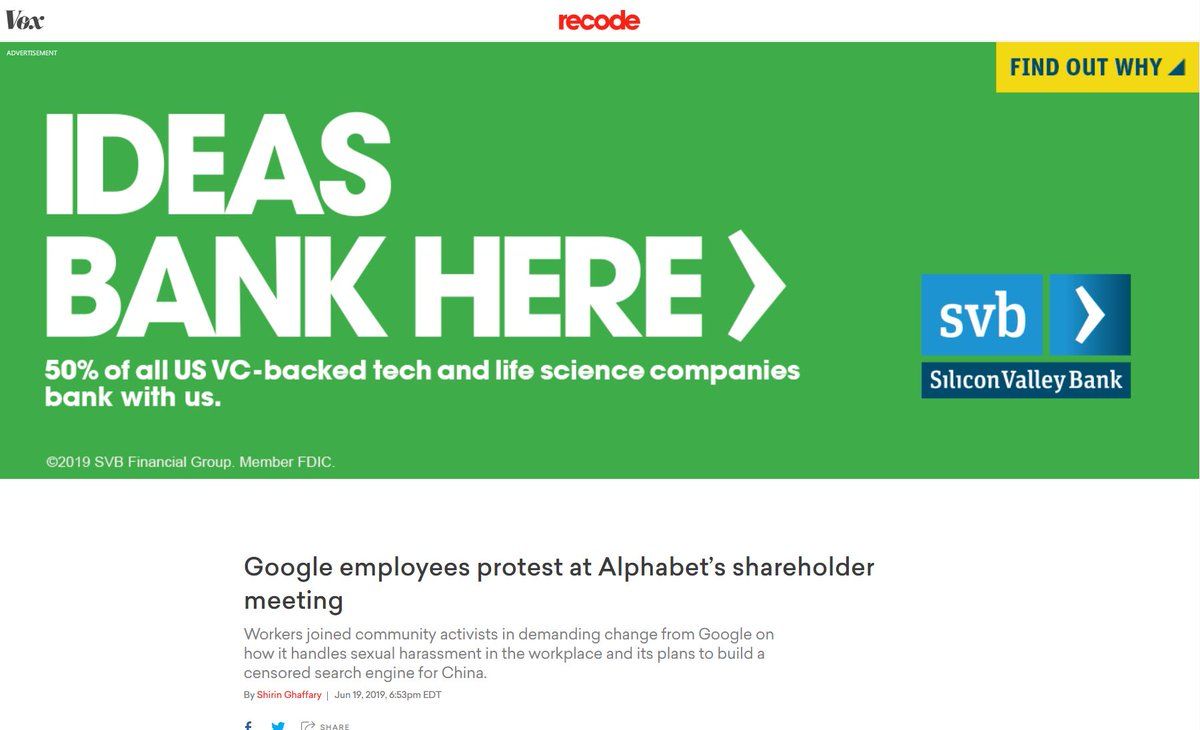 Vox
recode
ADVERTISEMENT
FIND OUT WHY
IDEAS
BANK HERE
50% of all US VC-backed tech and life science companies
bank with us.
svb
Silicon Valley Bank
©2019 SVB Financial Group. Member FDIC.
Google employees protest at Alphabet’s shareholder
meeting
Workers joined community activists in demanding change from Google on
how it handles sexual harassment in the workplace and its plans to build a
censored search engine for China.
By Shirin Ghaffary | Jun 19, 2019, 6:53pm EDT
SHARE